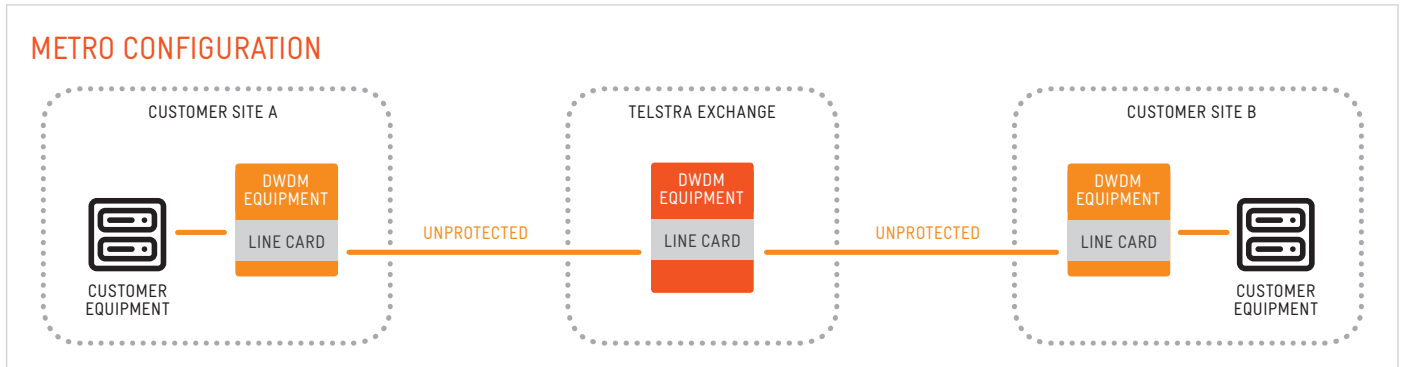 METRO CONFIGURATION
CUSTOMER SITE A
TELSTRA EXCHANGE
CUSTOMER SITE B
DWDM
EQUIPMENT
LINE CARD
CUSTOMER
EQUIPMENT
UNPROTECTED
DWDM
EQUIPMENT
LINE CARD
UNPROTECTED
DWDM
EQUIPMENT
LINE CARD
CUSTOMER
EQUIPMENT